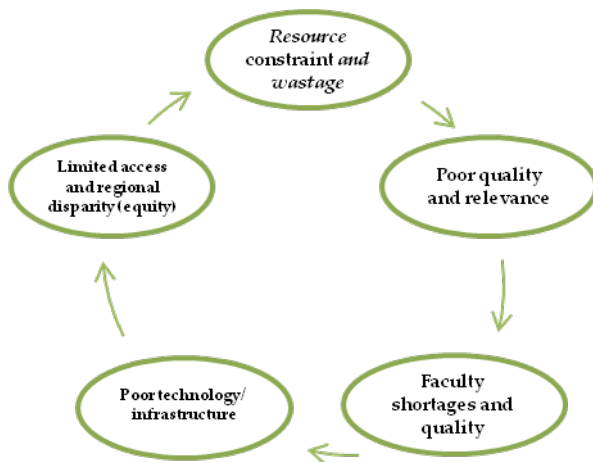 Resource
constraint and
wastage
Poor quality
and relevance
Faculty
shortages and
quality
Poor technology/
infrastructure
Limited access
and regional
disparity (equity)